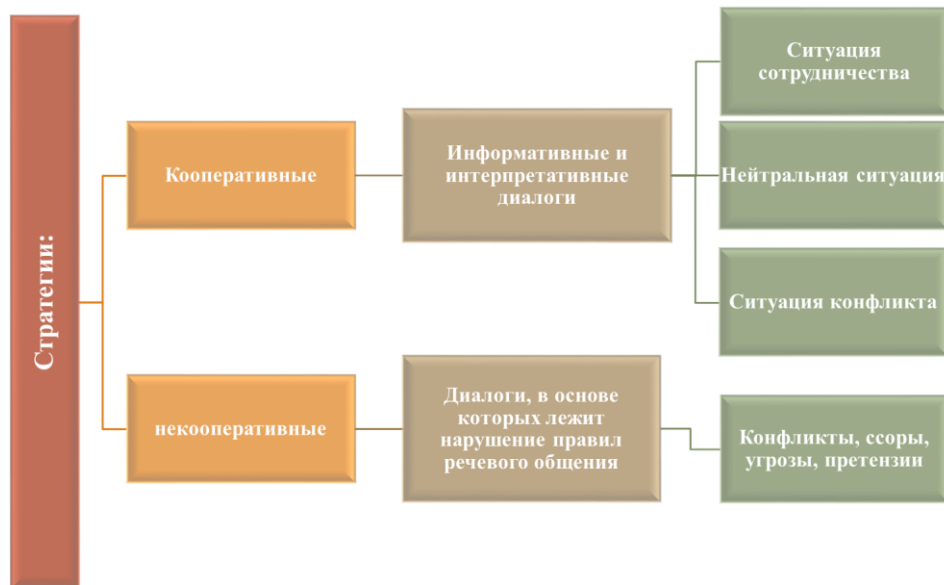 Стратегии:
Кооперативные
Информативные и
интерпретативные
диалоги
Ситуация
сотрудничества
Нейтральная ситуация
Ситуация конфликта
некооперативные
Диалоги, в основе
которых лежит
нарушение правил
речевого общения
Конфликты, ссоры,
угрозы, претензии